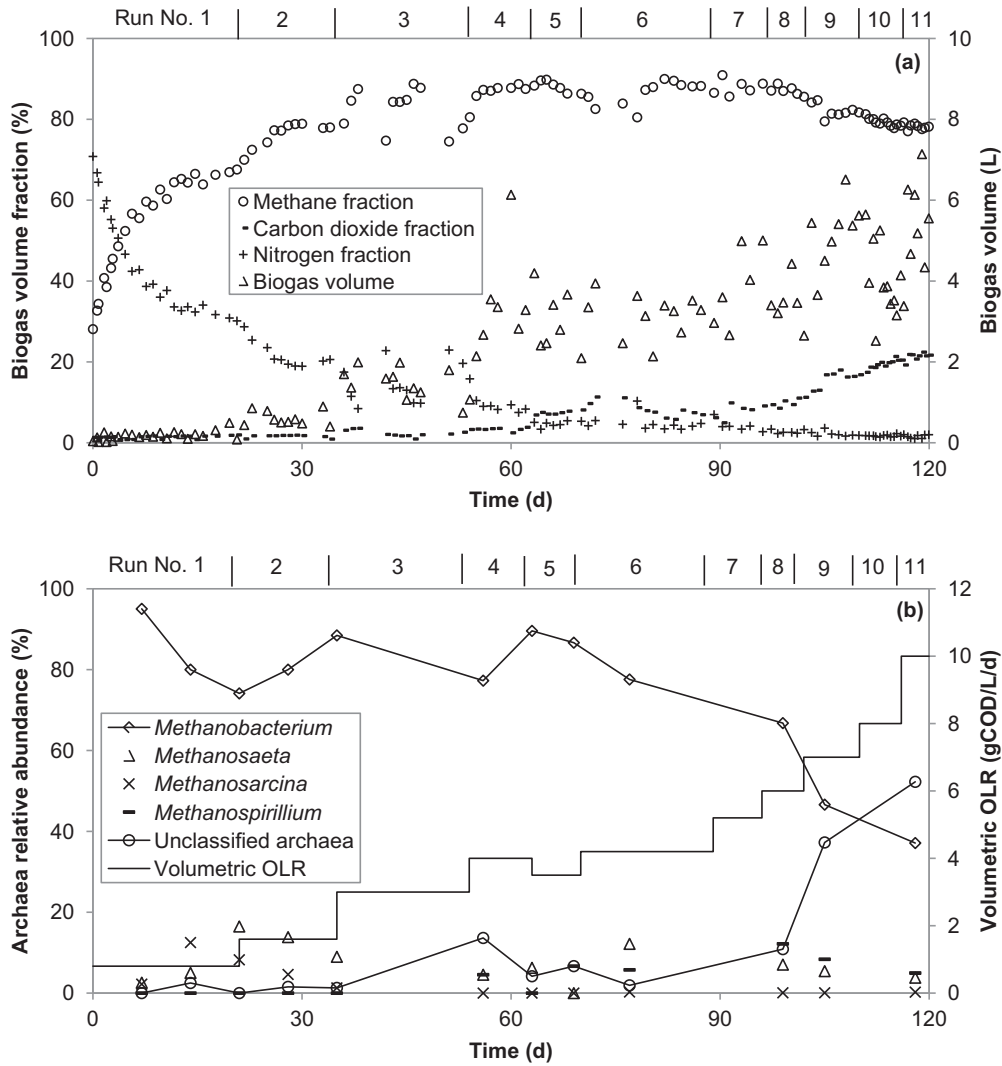 Run No. 1 2 3 4 5 6 7 8 9 10 11
(a)
100 10
80 8
60 6
40 4
20 2
0 0
Biogas volume fraction (%)
Biogas volume (L)
Methane fraction
Carbon dioxide fraction
Nitrogen fraction
Biogas volume
0 30 60 90 120
Time (d)
Run No. 1 2 3 4 5 6 7 8 9 10 11
(b)
100 12
80 10
60 8
40 6
20 4
0 2
0
Archaea relative abundance (%)
Volumetric OLR (gCOD/L/d)
Methanobacterium
Methanosaeta
Methanosarcina
Methanospirillium
Unclassified archaea
Volumetric OLR
0 30 60 90 120
Time (d)